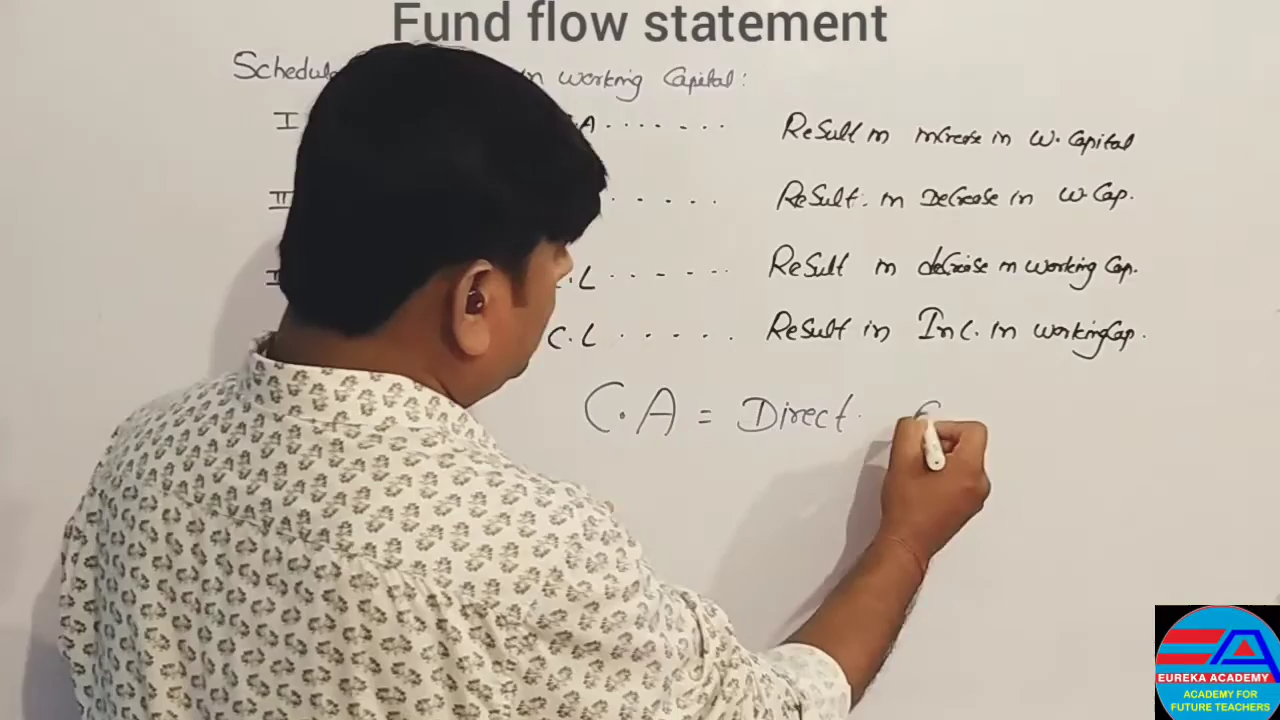 Fund flow statement
Schedule in working Capital:
I A . . . . . . Result in increase in W. Capital
II . . . . . Result. in Decrease in W. Cap.
C.L . . . . . . Result in decrease in working Cap.
C.L . . . . . Result in Inc. in working Cap.
C.A = Direct.
EA
EUREKA ACADEMY
ACADEMY FOR
FUTURE TEACHERS